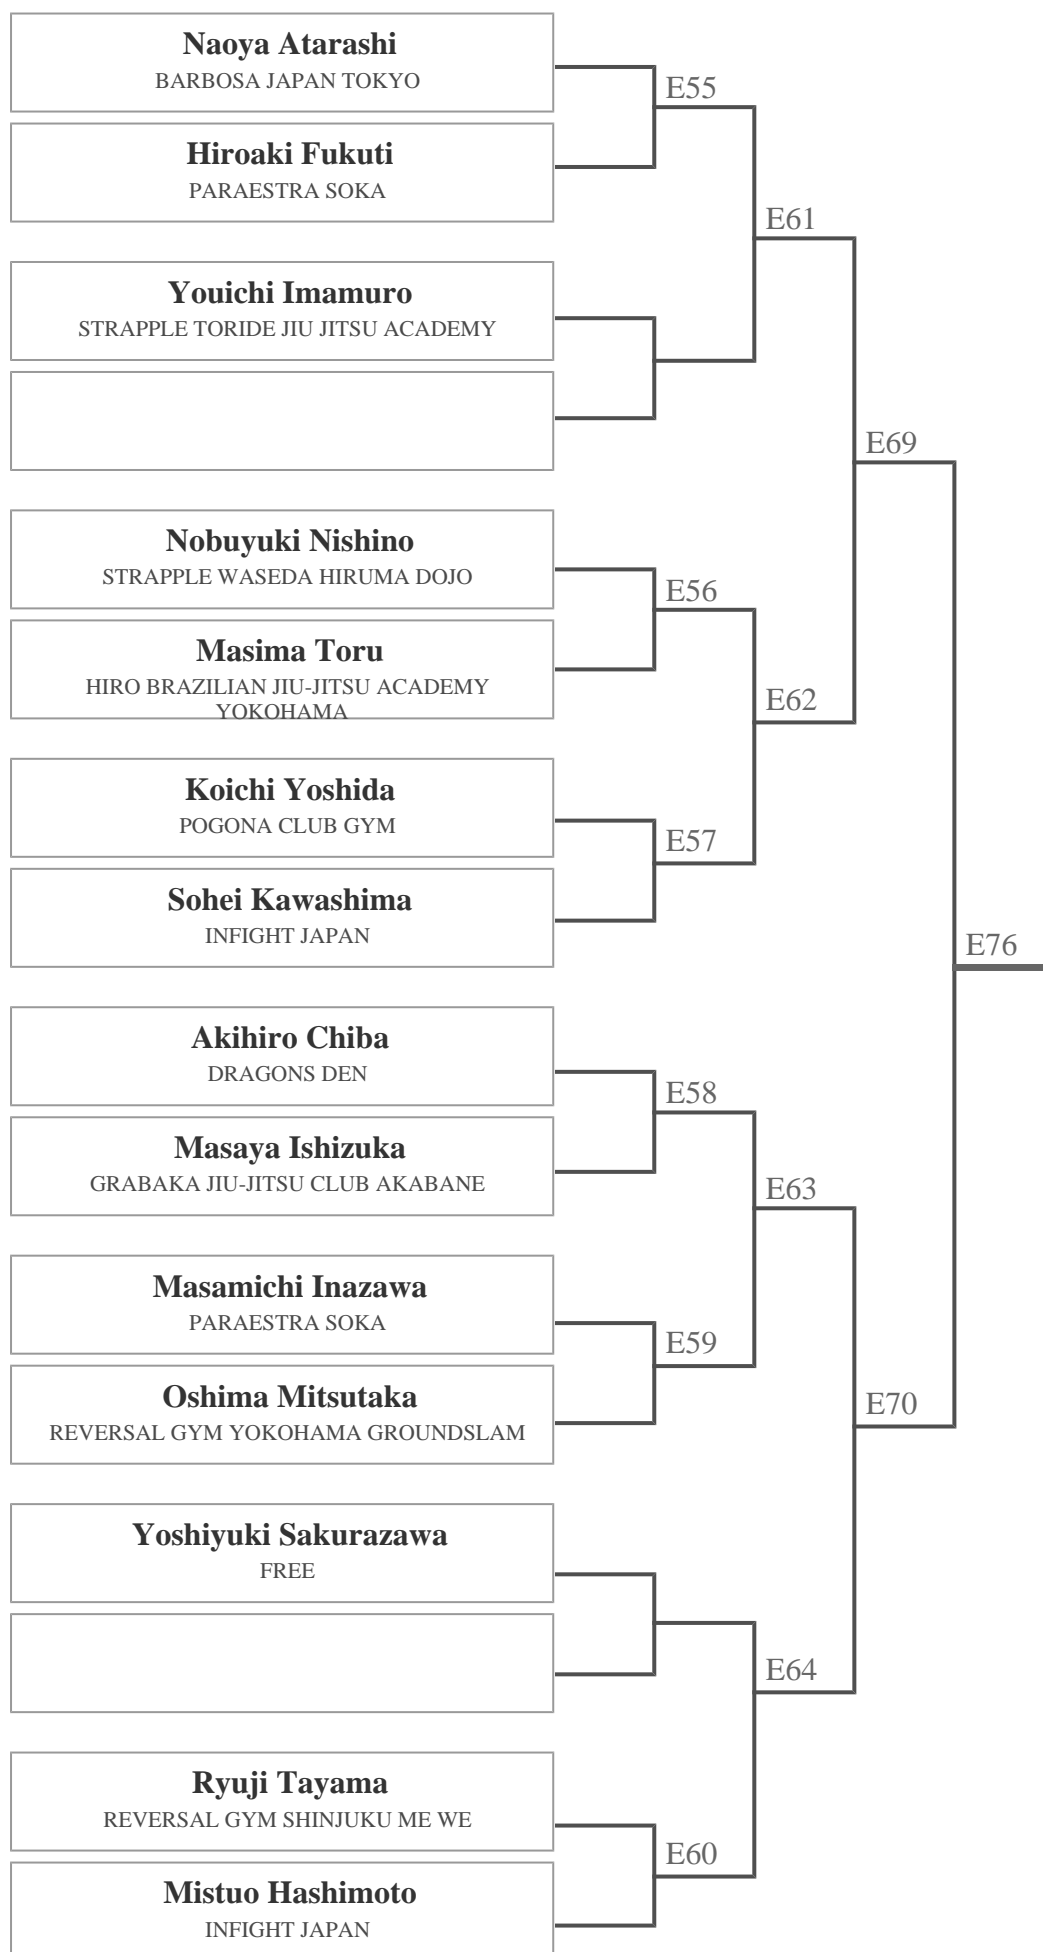 Naoya Atarashi
BARBOSA JAPAN TOKYO
E55
Hiroaki Fukuti
PARAESTRA SOKA
E61
Youichi Imamuro
STRAPPLE TORIDE JIU JITSU ACADEMY
E69
Nobuyuki Nishino
STRAPPLE WASEDA HIRUMA DOJO
E56
Masima Toru
HIRO BRAZILIAN JIU-JITSU ACADEMY
YOKOHAMA
E62
Koichi Yoshida
POGONA CLUB GYM
E57
Sohei Kawashima
INFIGHT JAPAN
E76
Akihiro Chiba
DRAGONS DEN
E58
Masaya Ishizuka
GRABAKA JIU-JITSU CLUB AKABANE
E63
Masamichi Inazawa
PARAESTRA SOKA
E59
Oshima Mitsutaka
REVERSAL GYM YOKOHAMA GROUNDSLAM
E70
Yoshiyuki Sakurazawa
FREE
E64
Ryuji Tayama
REVERSAL GYM SHINJUKU ME WE
E60
Mistuo Hashimoto
INFIGHT JAPAN